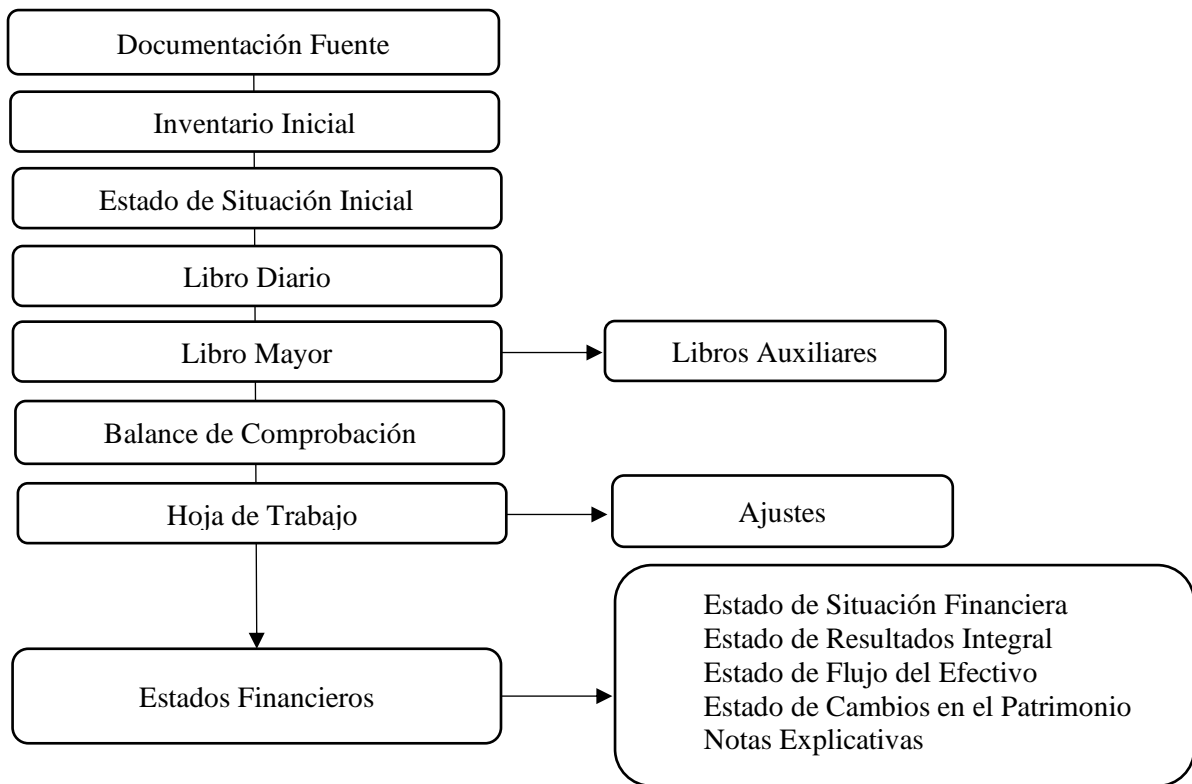 Documentación Fuente
Inventario Inicial
Estado de Situación Inicial
Libro Diario
Libro Mayor
Libros Auxiliares
Balance de Comprobación
Hoja de Trabajo
Ajustes
Estados Financieros
Estado de Situación Financiera
Estado de Resultados Integral
Estado de Flujo del Efectivo
Estado de Cambios en el Patrimonio
Notas Explicativas